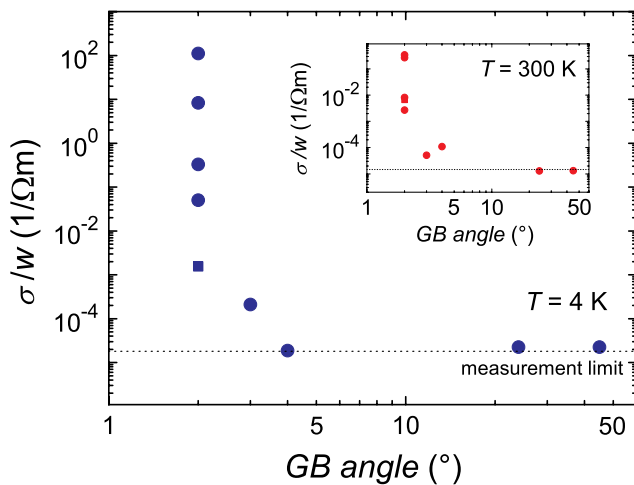 10²
10⁰
10⁻²
10⁻⁴
σ/w (1/Ωm)
1
5
10
50
GB angle (°)
T = 4 K
measurement limit
T = 300 K
10⁻²
10⁻⁴
σ/w (1/Ωm)
1
5
10
50
GB angle (°)